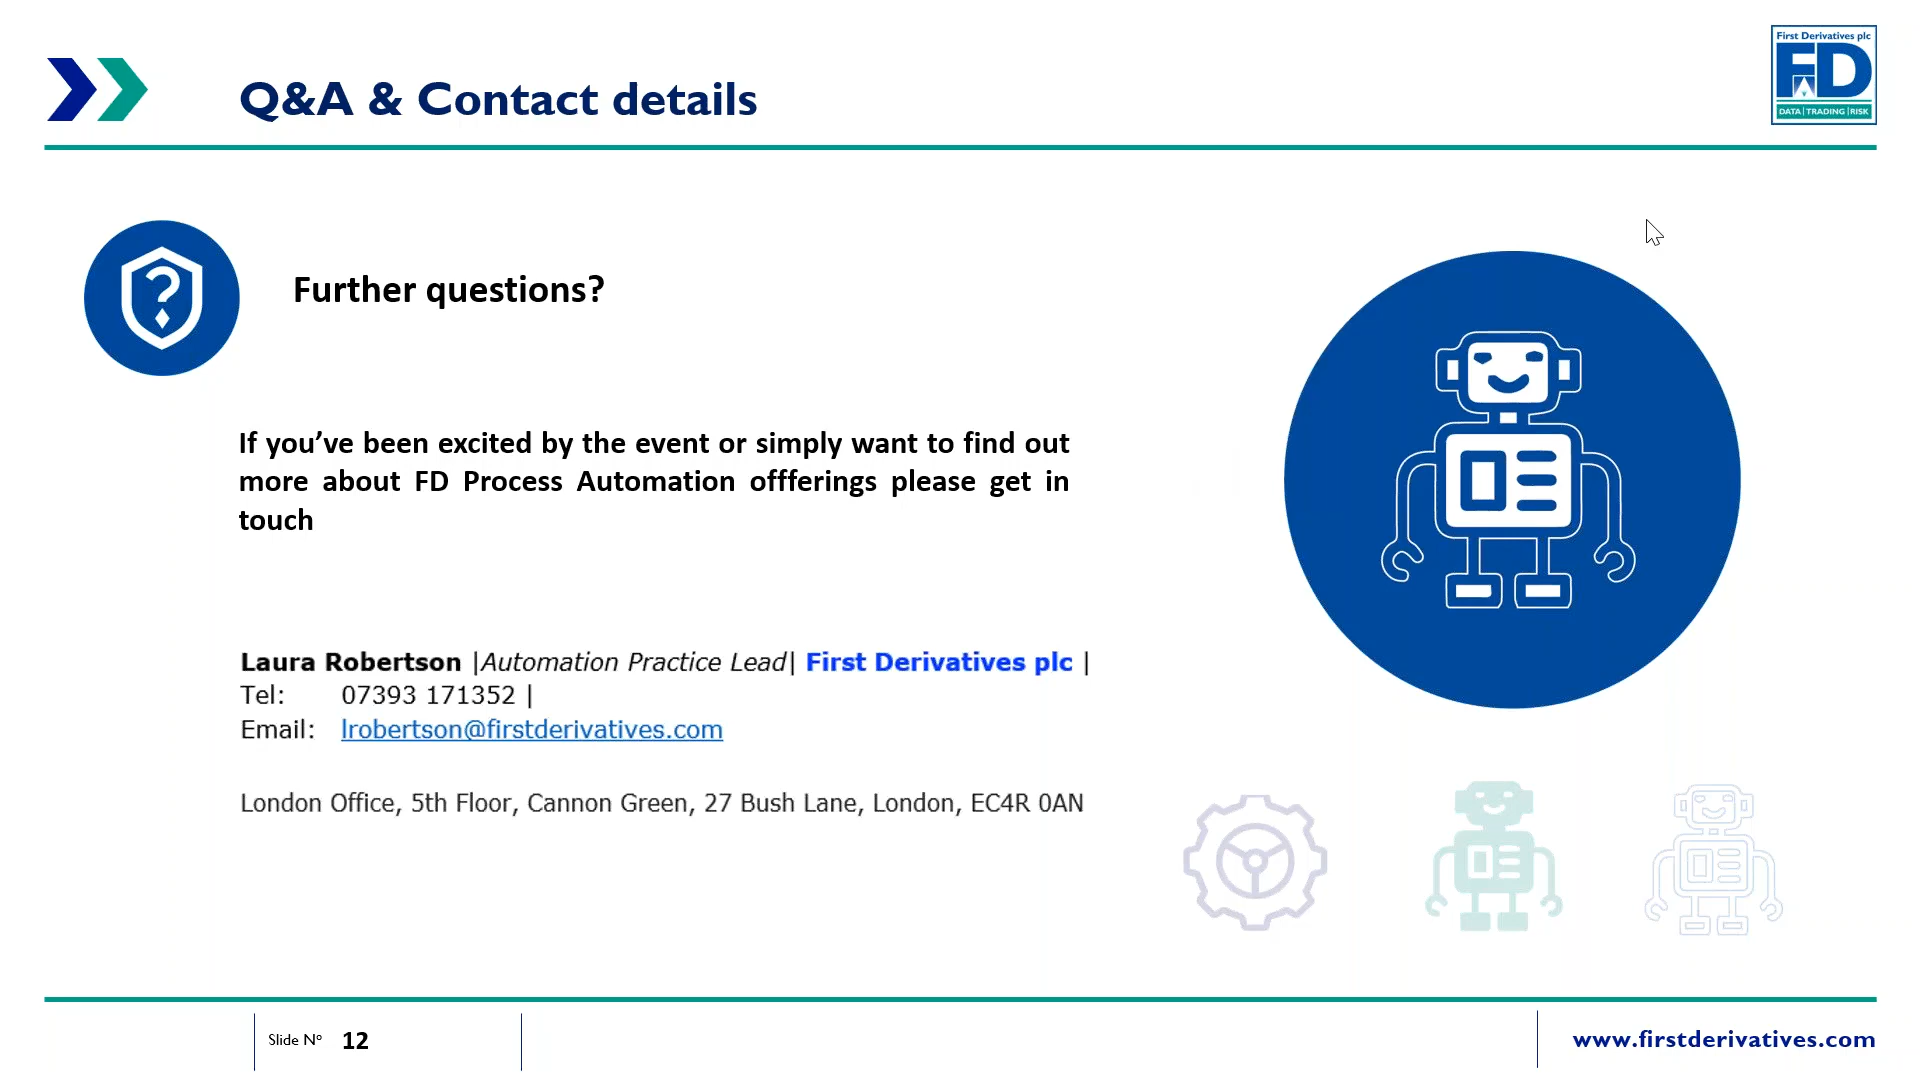 First Derivatives plc
FD
DATA | TRADING | RISK
Q&A & Contact details
Further questions?
If you’ve been excited by the event or simply want to find out
more about FD Process Automation offferings please get in
touch
Laura Robertson |Automation Practice Lead| First Derivatives plc |
Tel: 07393 171352 |
Email: lrobertson@firstderivatives.com
London Office, 5th Floor, Cannon Green, 27 Bush Lane, London, EC4R 0AN
Slide Nº 12
www.firstderivatives.com